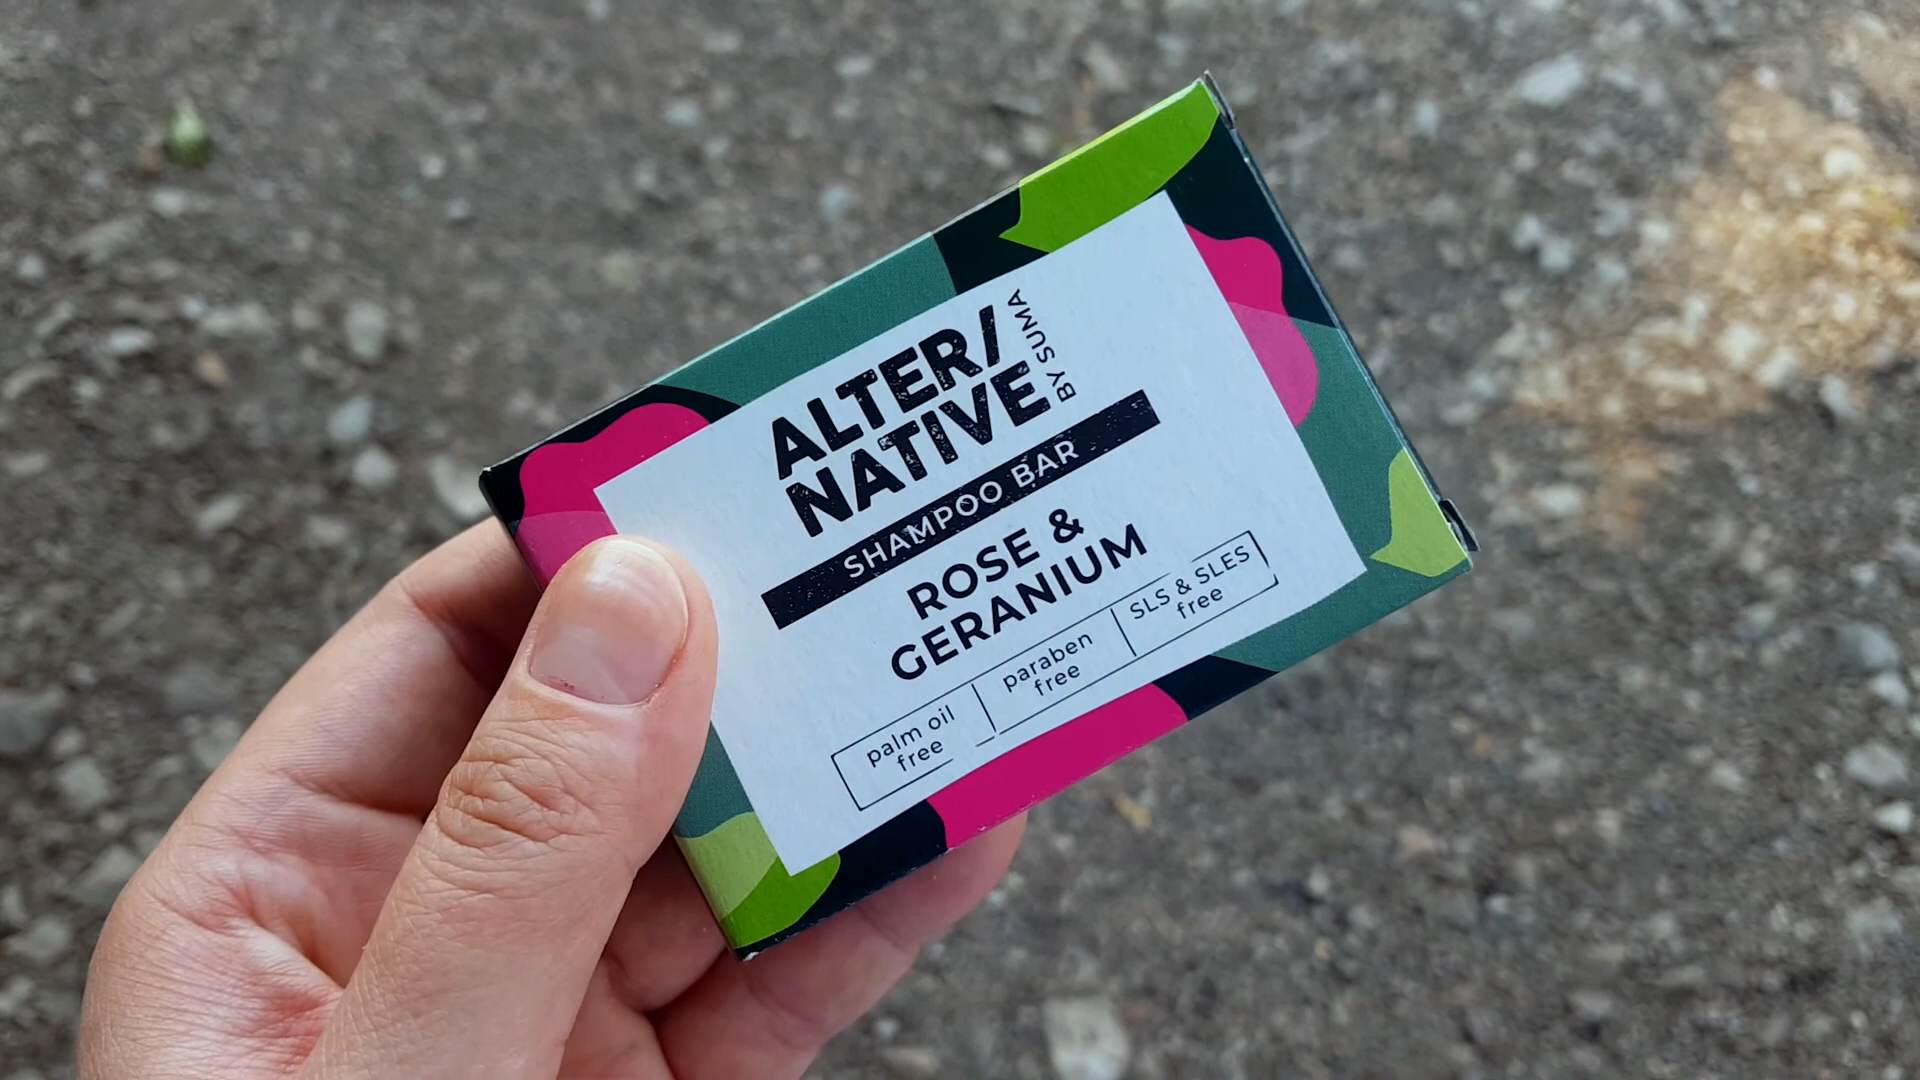 ALTER/
NATIVE
BY SUMA
SHAMPOO BAR
ROSE &
GERANIUM
palm oil
free
paraben
free
SLS & SLES
free